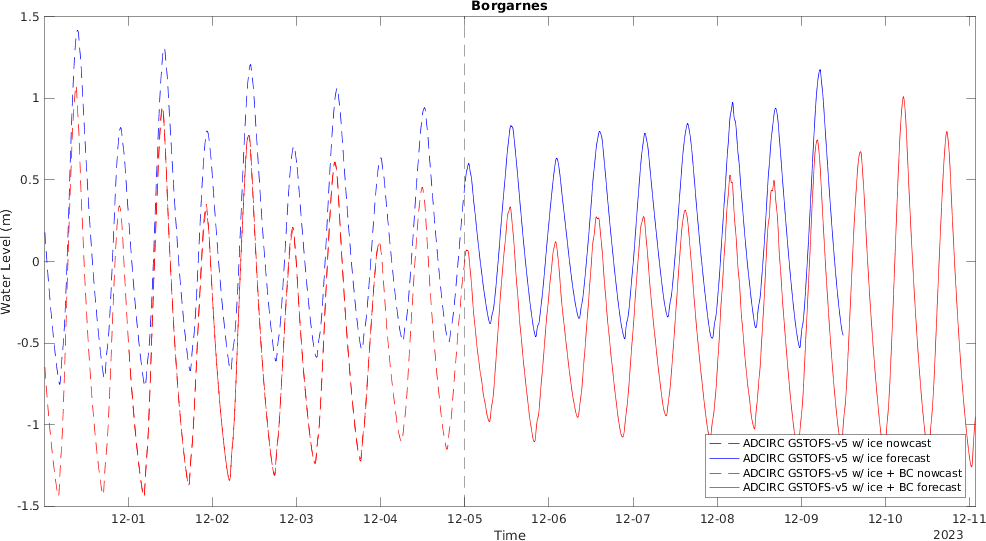 Borgarnes
1.5
1
0.5
0
-0.5
-1
-1.5
Water Level (m)
12-01 12-02 12-03 12-04 12-05 12-06 12-07 12-08 12-09 12-10 12-11
Time
2023
ADCIRC GSTOFS-v5 w/ ice nowcast
ADCIRC GSTOFS-v5 w/ ice forecast
ADCIRC GSTOFS-v5 w/ ice + BC nowcast
ADCIRC GSTOFS-v5 w/ ice + BC forecast